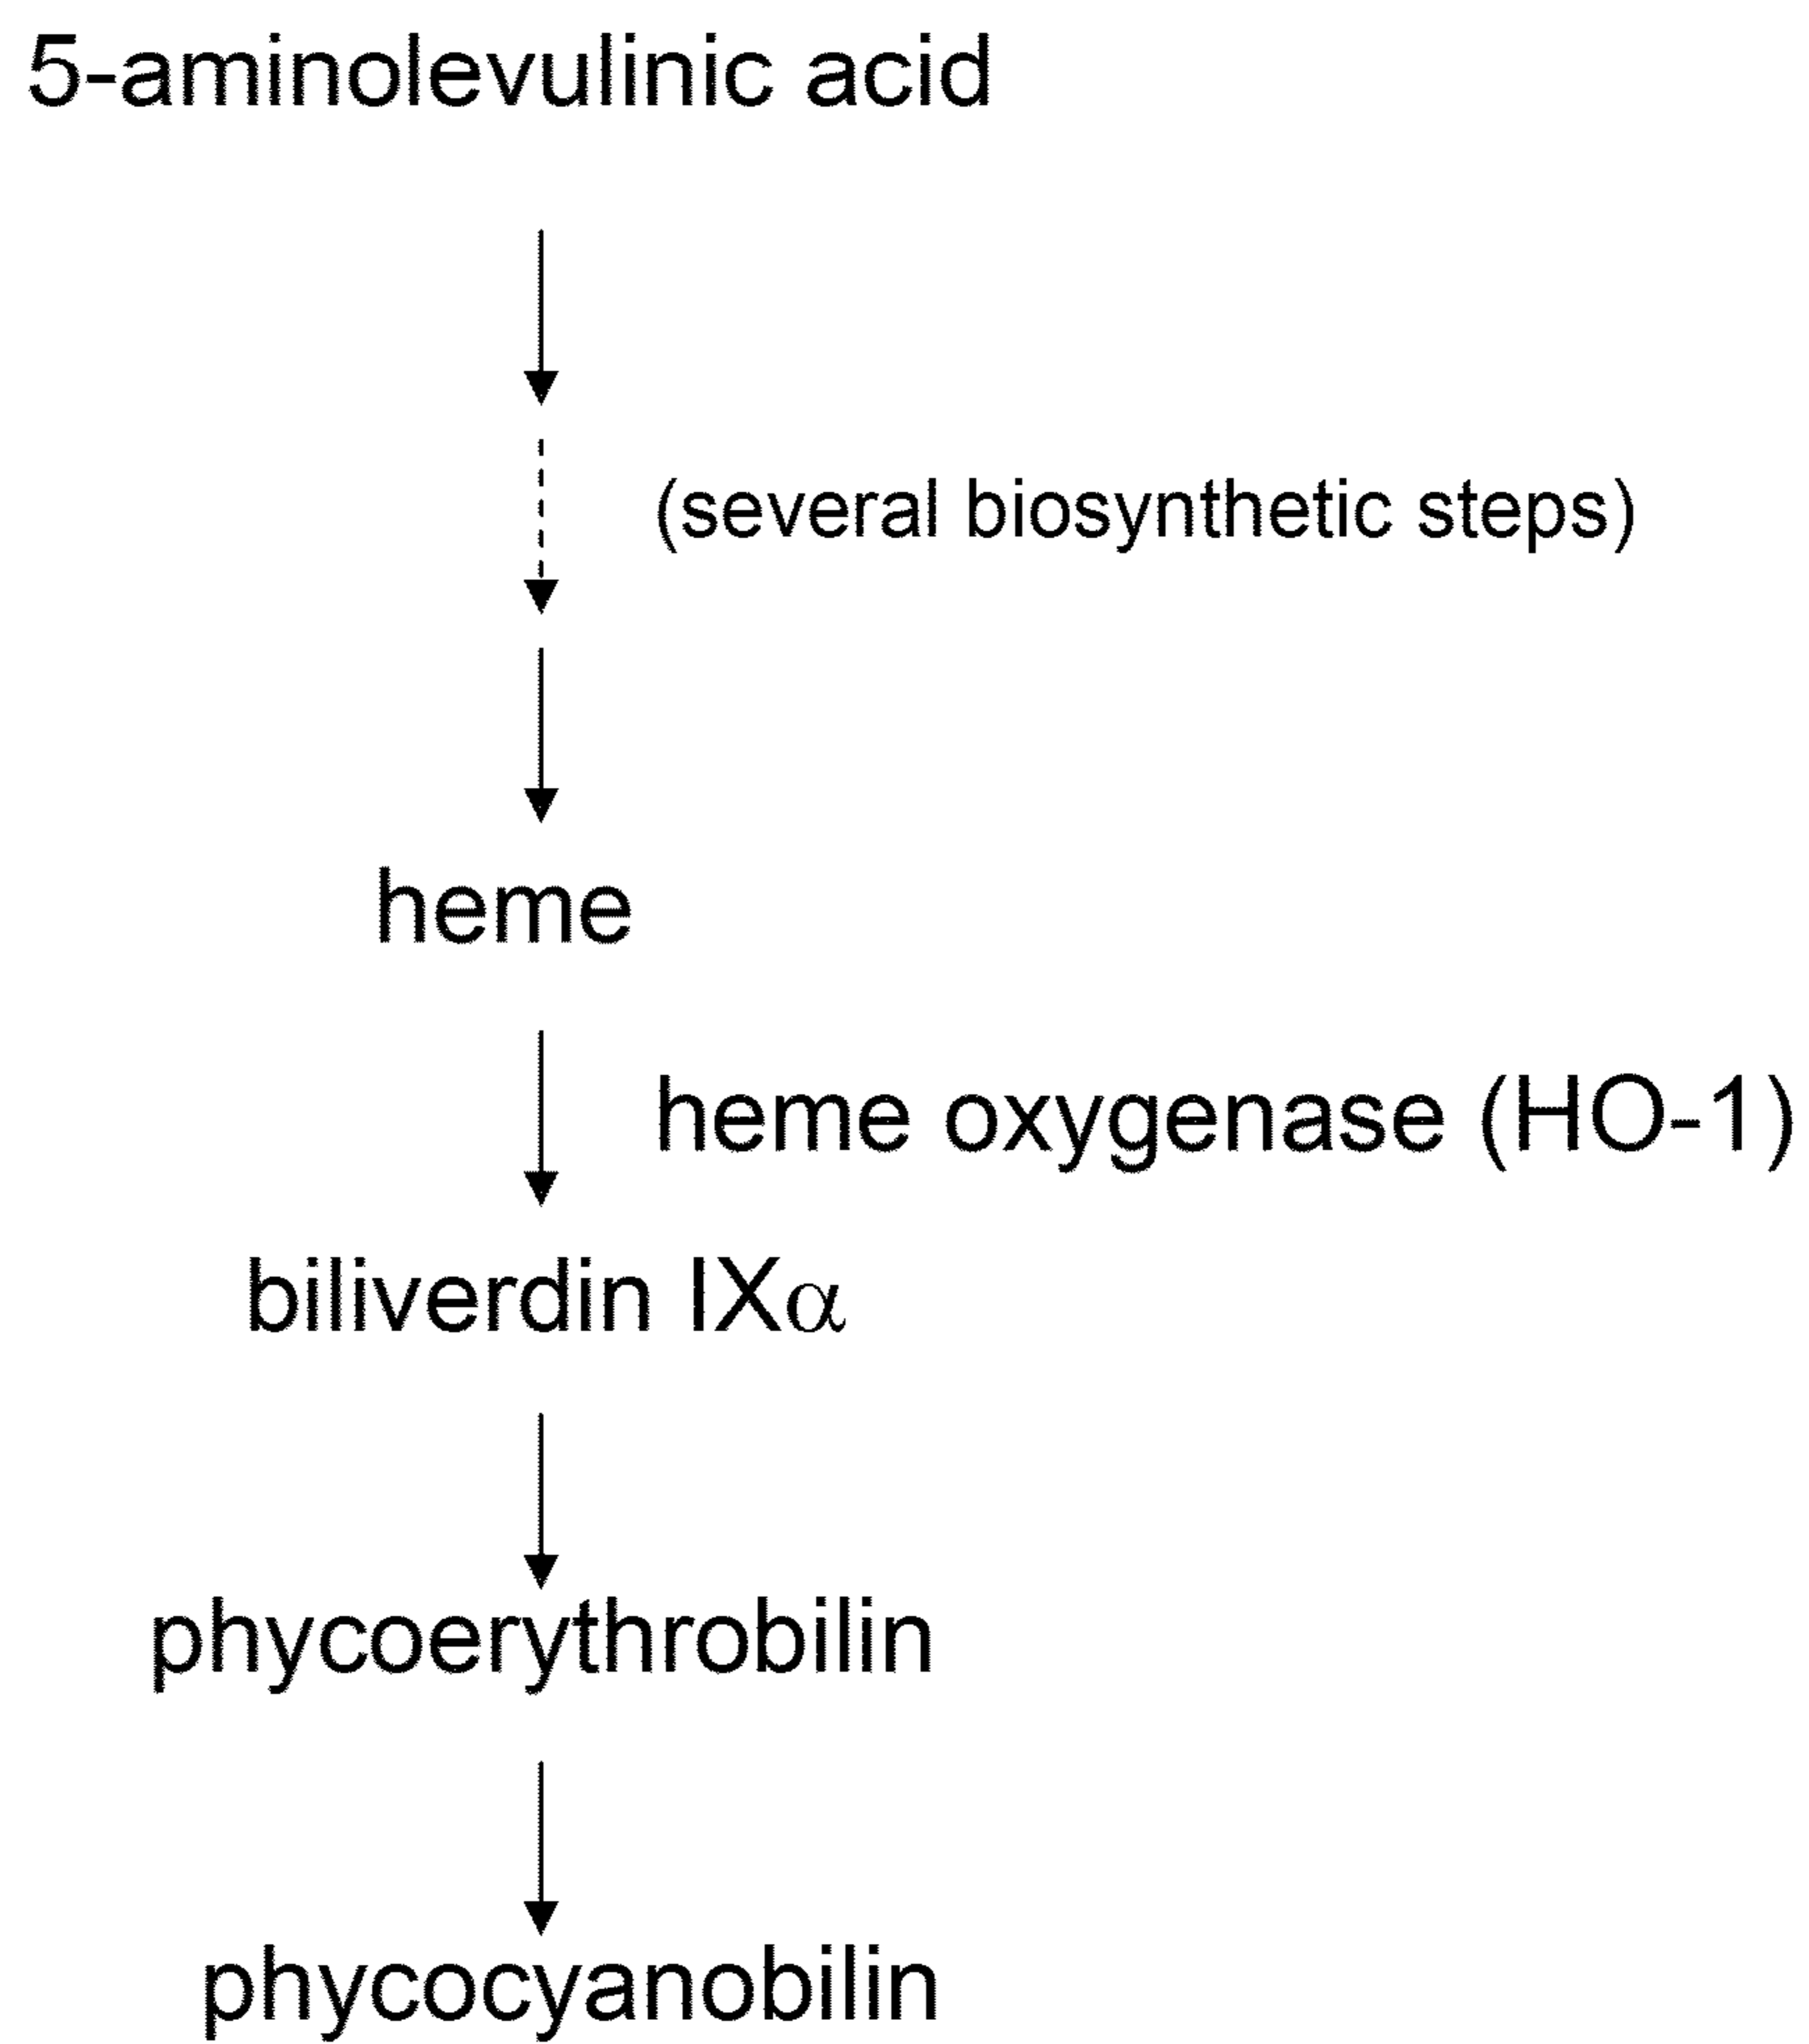 5-aminolevulinic acid
(several biosynthetic steps)
heme
heme oxygenase (HO-1)
biliverdin IXα
phycoerythrobilin
phycocyanobilin